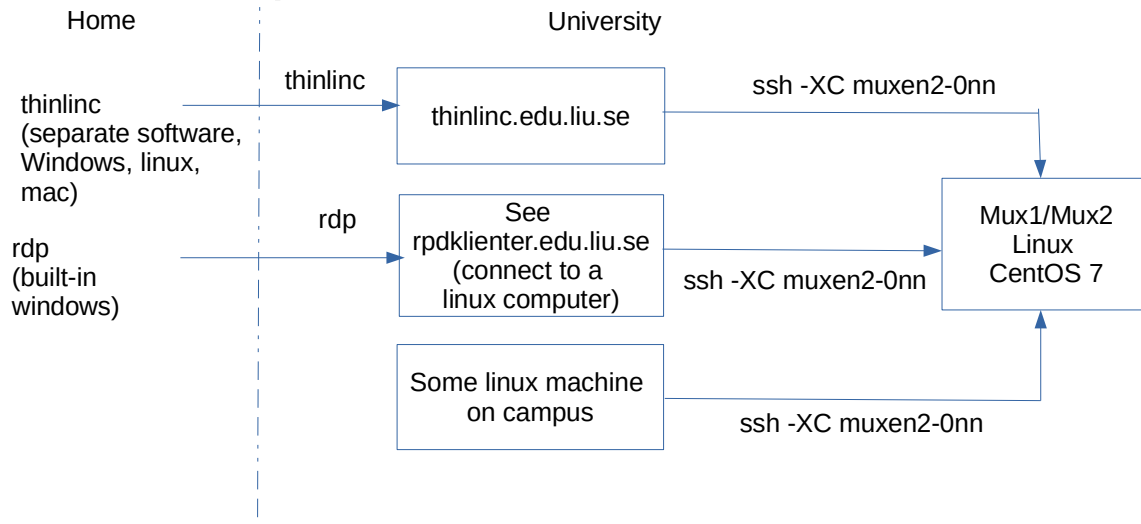 Home
University
thinlinc
(separate software,
Windows, linux,
mac)
thinlinc
thinlinc.edu.liu.se
ssh -XC muxen2-0nn
rdp
(built-in
windows)
rdp
See
rpdklienter.edu.liu.se
(connect to a
linux computer)
ssh -XC muxen2-0nn
Mux1/Mux2
Linux
CentOS 7
Some linux machine
on campus
ssh -XC muxen2-0nn